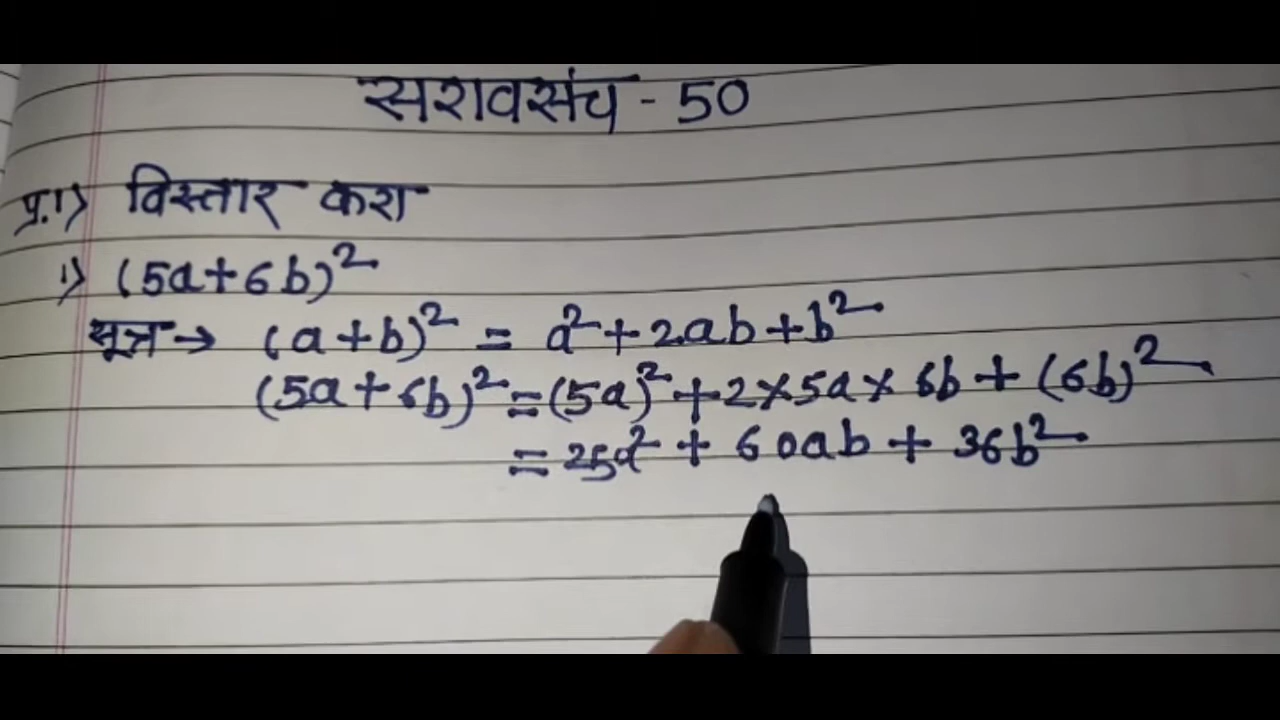 सरावसंच - 50
प्र.1) विस्तार करा
1) (5a+6b)²
सूत्र → (a+b)² = a²+2ab+b²
(5a+6b)² = (5a)²+2×5a×6b+(6b)²
= 25a² + 60ab + 36b²